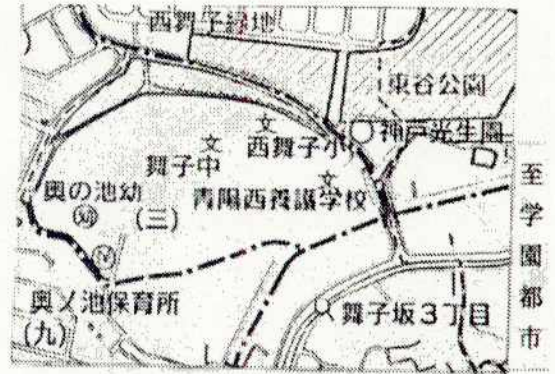 西舞子緑地
東谷公園
文
文
神戸光生園
舞子中
西舞子小
文
奥の池幼
青陽西養護学校
幼
(三)
保
奥ノ池保育所
舞子坂3丁目
(九)
至学園都市